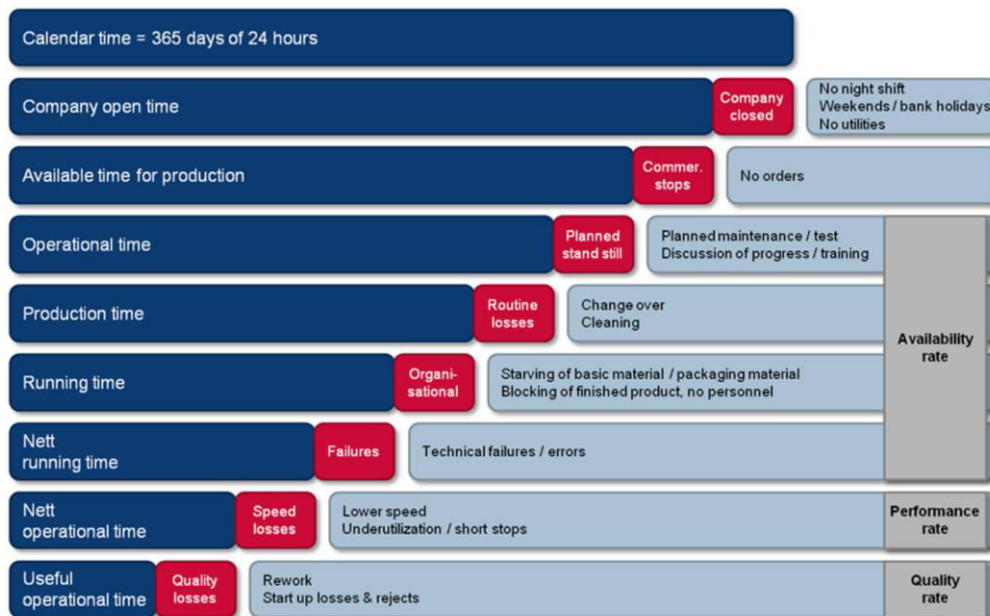 Calendar time = 365 days of 24 hours
Company open time
Company
closed
No night shift
Weekends / bank holidays
No utilities
Available time for production
Commer.
stops
No orders
Operational time
Planned
stand still
Planned maintenance / test
Discussion of progress / training
Production time
Routine
losses
Change over
Cleaning
Availability
rate
Running time
Organi-
sational
Starving of basic material / packaging material
Blocking of finished product, no personnel
Nett
running time
Failures
Technical failures / errors
Nett
operational time
Speed
losses
Lower speed
Underutilization / short stops
Performance
rate
Useful
operational time
Quality
losses
Rework
Start up losses & rejects
Quality
rate